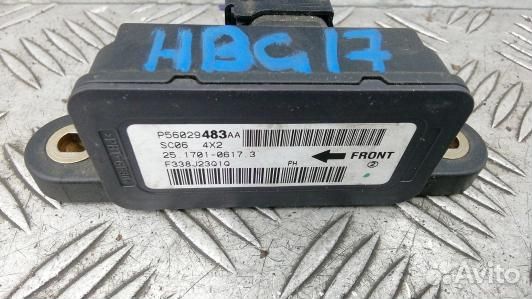 HBG17
P56029483AA
SC06 4X2
25.1701-0617.3
F338J23Q1Q
PH
FRONT
Avito